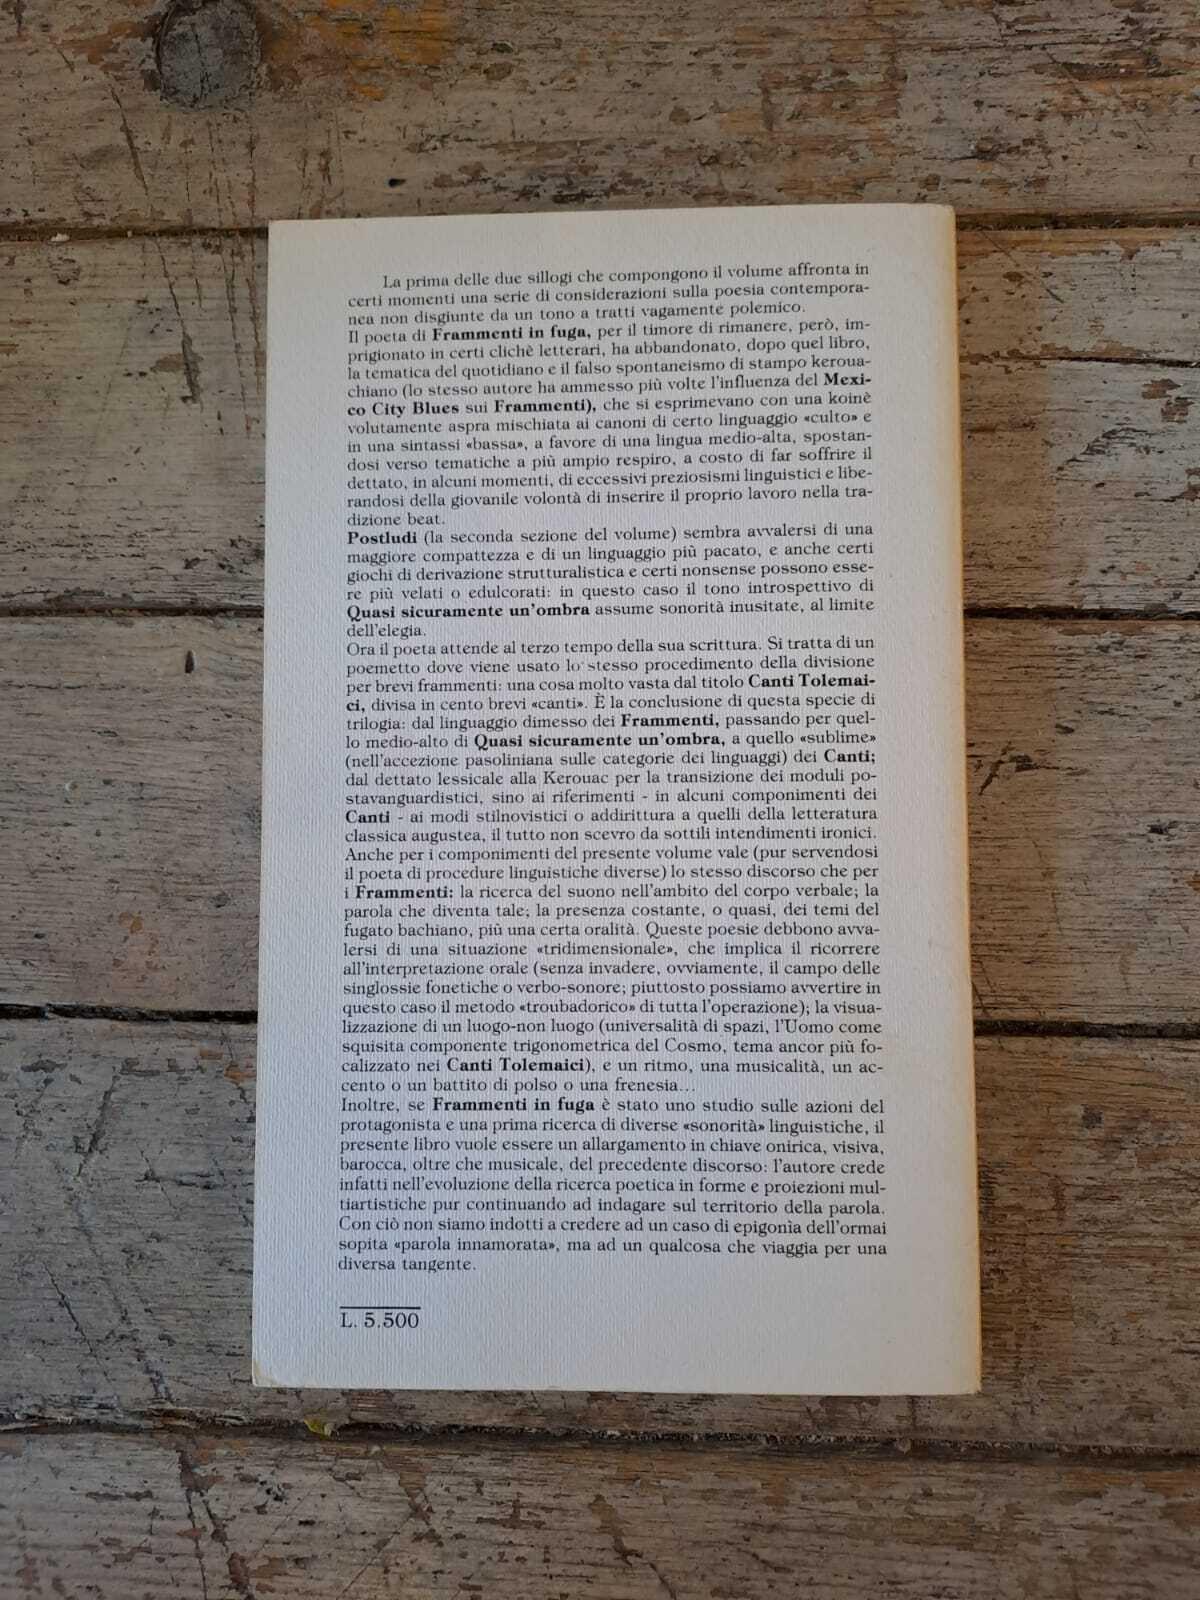 La prima delle due sillogi che compongono il volume affronta in
certi momenti una serie di considerazioni sulla poesia contempora-
nea non disgiunte da un tono a tratti vagamente polemico.
Il poeta di Frammenti in fuga, per il timore di rimanere, però, im-
prigionato in certi clichè letterari, ha abbandonato, dopo quel libro,
la tematica del quotidiano e il falso spontaneismo di stampo keroua-
chiano (lo stesso autore ha ammesso più volte l'influenza del Mexi-
co City Blues sui Frammenti), che si esprimevano con una koinè
volutamente aspra mischiata ai canoni di certo linguaggio «culto» e
in una sintassi «bassa», a favore di una lingua medio-alta, spostan-
dosi verso tematiche a più ampio respiro, a costo di far soffrire il
dettato, in alcuni momenti, di eccessivi preziosismi linguistici e libe-
randosi della giovanile volontà di inserire il proprio lavoro nella tra-
dizione beat.
Postludi (la seconda sezione del volume) sembra avvalersi di una
maggiore compattezza e di un linguaggio più pacato, e anche certi
giochi di derivazione strutturalistica e certi nonsense possono esse-
re più velati o edulcorati: in questo caso il tono introspettivo di
Quasi sicuramente un'ombra assume sonorità inusitate, al limite
dell'elegia.
Ora il poeta attende al terzo tempo della sua scrittura. Si tratta di un
poemetto dove viene usato lo stesso procedimento della divisione
per brevi frammenti: una cosa molto vasta dal titolo Canti Tolemai-
ci, divisa in cento brevi «canti». È la conclusione di questa specie di
trilogia: dal linguaggio dimesso dei Frammenti, passando per quel-
lo medio-alto di Quasi sicuramente un'ombra, a quello «sublime»
(nell'accezione pasoliniana sulle categorie dei linguaggi) dei Canti;
dal dettato lessicale alla Kerouac per la transizione dei moduli po-
stavanguardistici, sino ai riferimenti - in alcuni componimenti dei
Canti - ai modi stilnovistici o addirittura a quelli della letteratura
classica augustea, il tutto non scevro da sottili intendimenti ironici.
Anche per i componimenti del presente volume vale (pur servendosi
il poeta di procedure linguistiche diverse) lo stesso discorso che per
i Frammenti: la ricerca del suono nell'ambito del corpo verbale; la
parola che diventa tale; la presenza costante, o quasi, dei temi del
fugato bachiano, più una certa oralità. Queste poesie debbono avva-
lersi di una situazione «tridimensionale», che implica il ricorrere
all'interpretazione orale (senza invadere, ovviamente, il campo delle
singlossie fonetiche o verbo-sonore; piuttosto possiamo avvertire in
questo caso il metodo «troubadorico» di tutta l'operazione); la visua-
lizzazione di un luogo-non luogo (universalità di spazi, l'Uomo come
squisita componente trigonometrica del Cosmo, tema ancor più fo-
calizzato nei Canti Tolemaici), e un ritmo, una musicalità, un ac-
cento o un battito di polso o una frenesia...
Inoltre, se Frammenti in fuga è stato uno studio sulle azioni del
protagonista e una prima ricerca di diverse «sonorità» linguistiche, il
presente libro vuole essere un allargamento in chiave onirica, visiva,
barocca, oltre che musicale, del precedente discorso: l'autore crede
infatti nell'evoluzione della ricerca poetica in forme e proiezioni mul-
tiartistiche pur continuando ad indagare sul territorio della parola.
Con ciò non siamo indotti a credere ad un caso di epigonìa dell'ormai
sopita «parola innamorata», ma ad un qualcosa che viaggia per una
diversa tangente.
L. 5.500